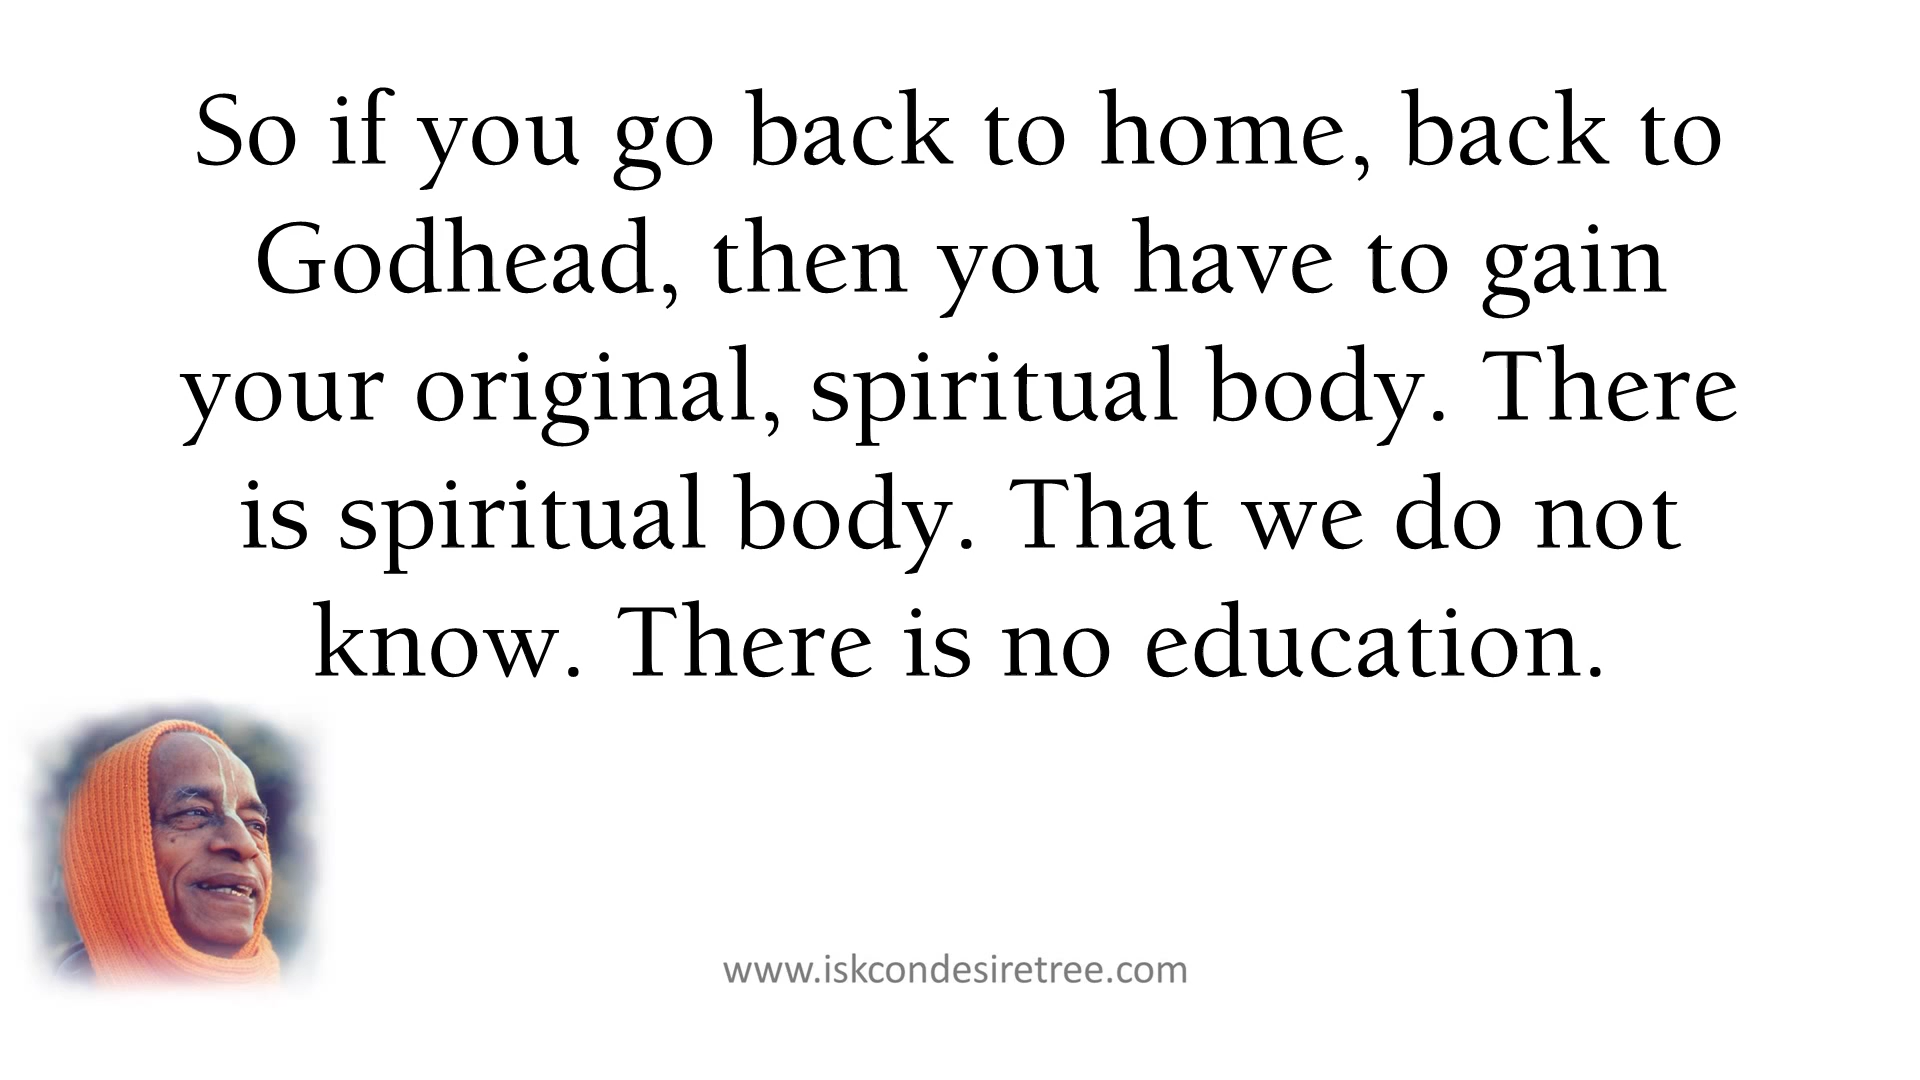 So if you go back to home, back to
Godhead, then you have to gain
your original, spiritual body. There
is spiritual body. That we do not
know. There is no education.
www.iskcondesiretree.com